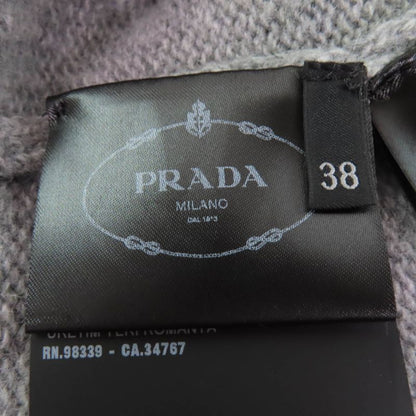 PRADA
MILANO
DAL 1913
38
RN.98339 - CA.34767